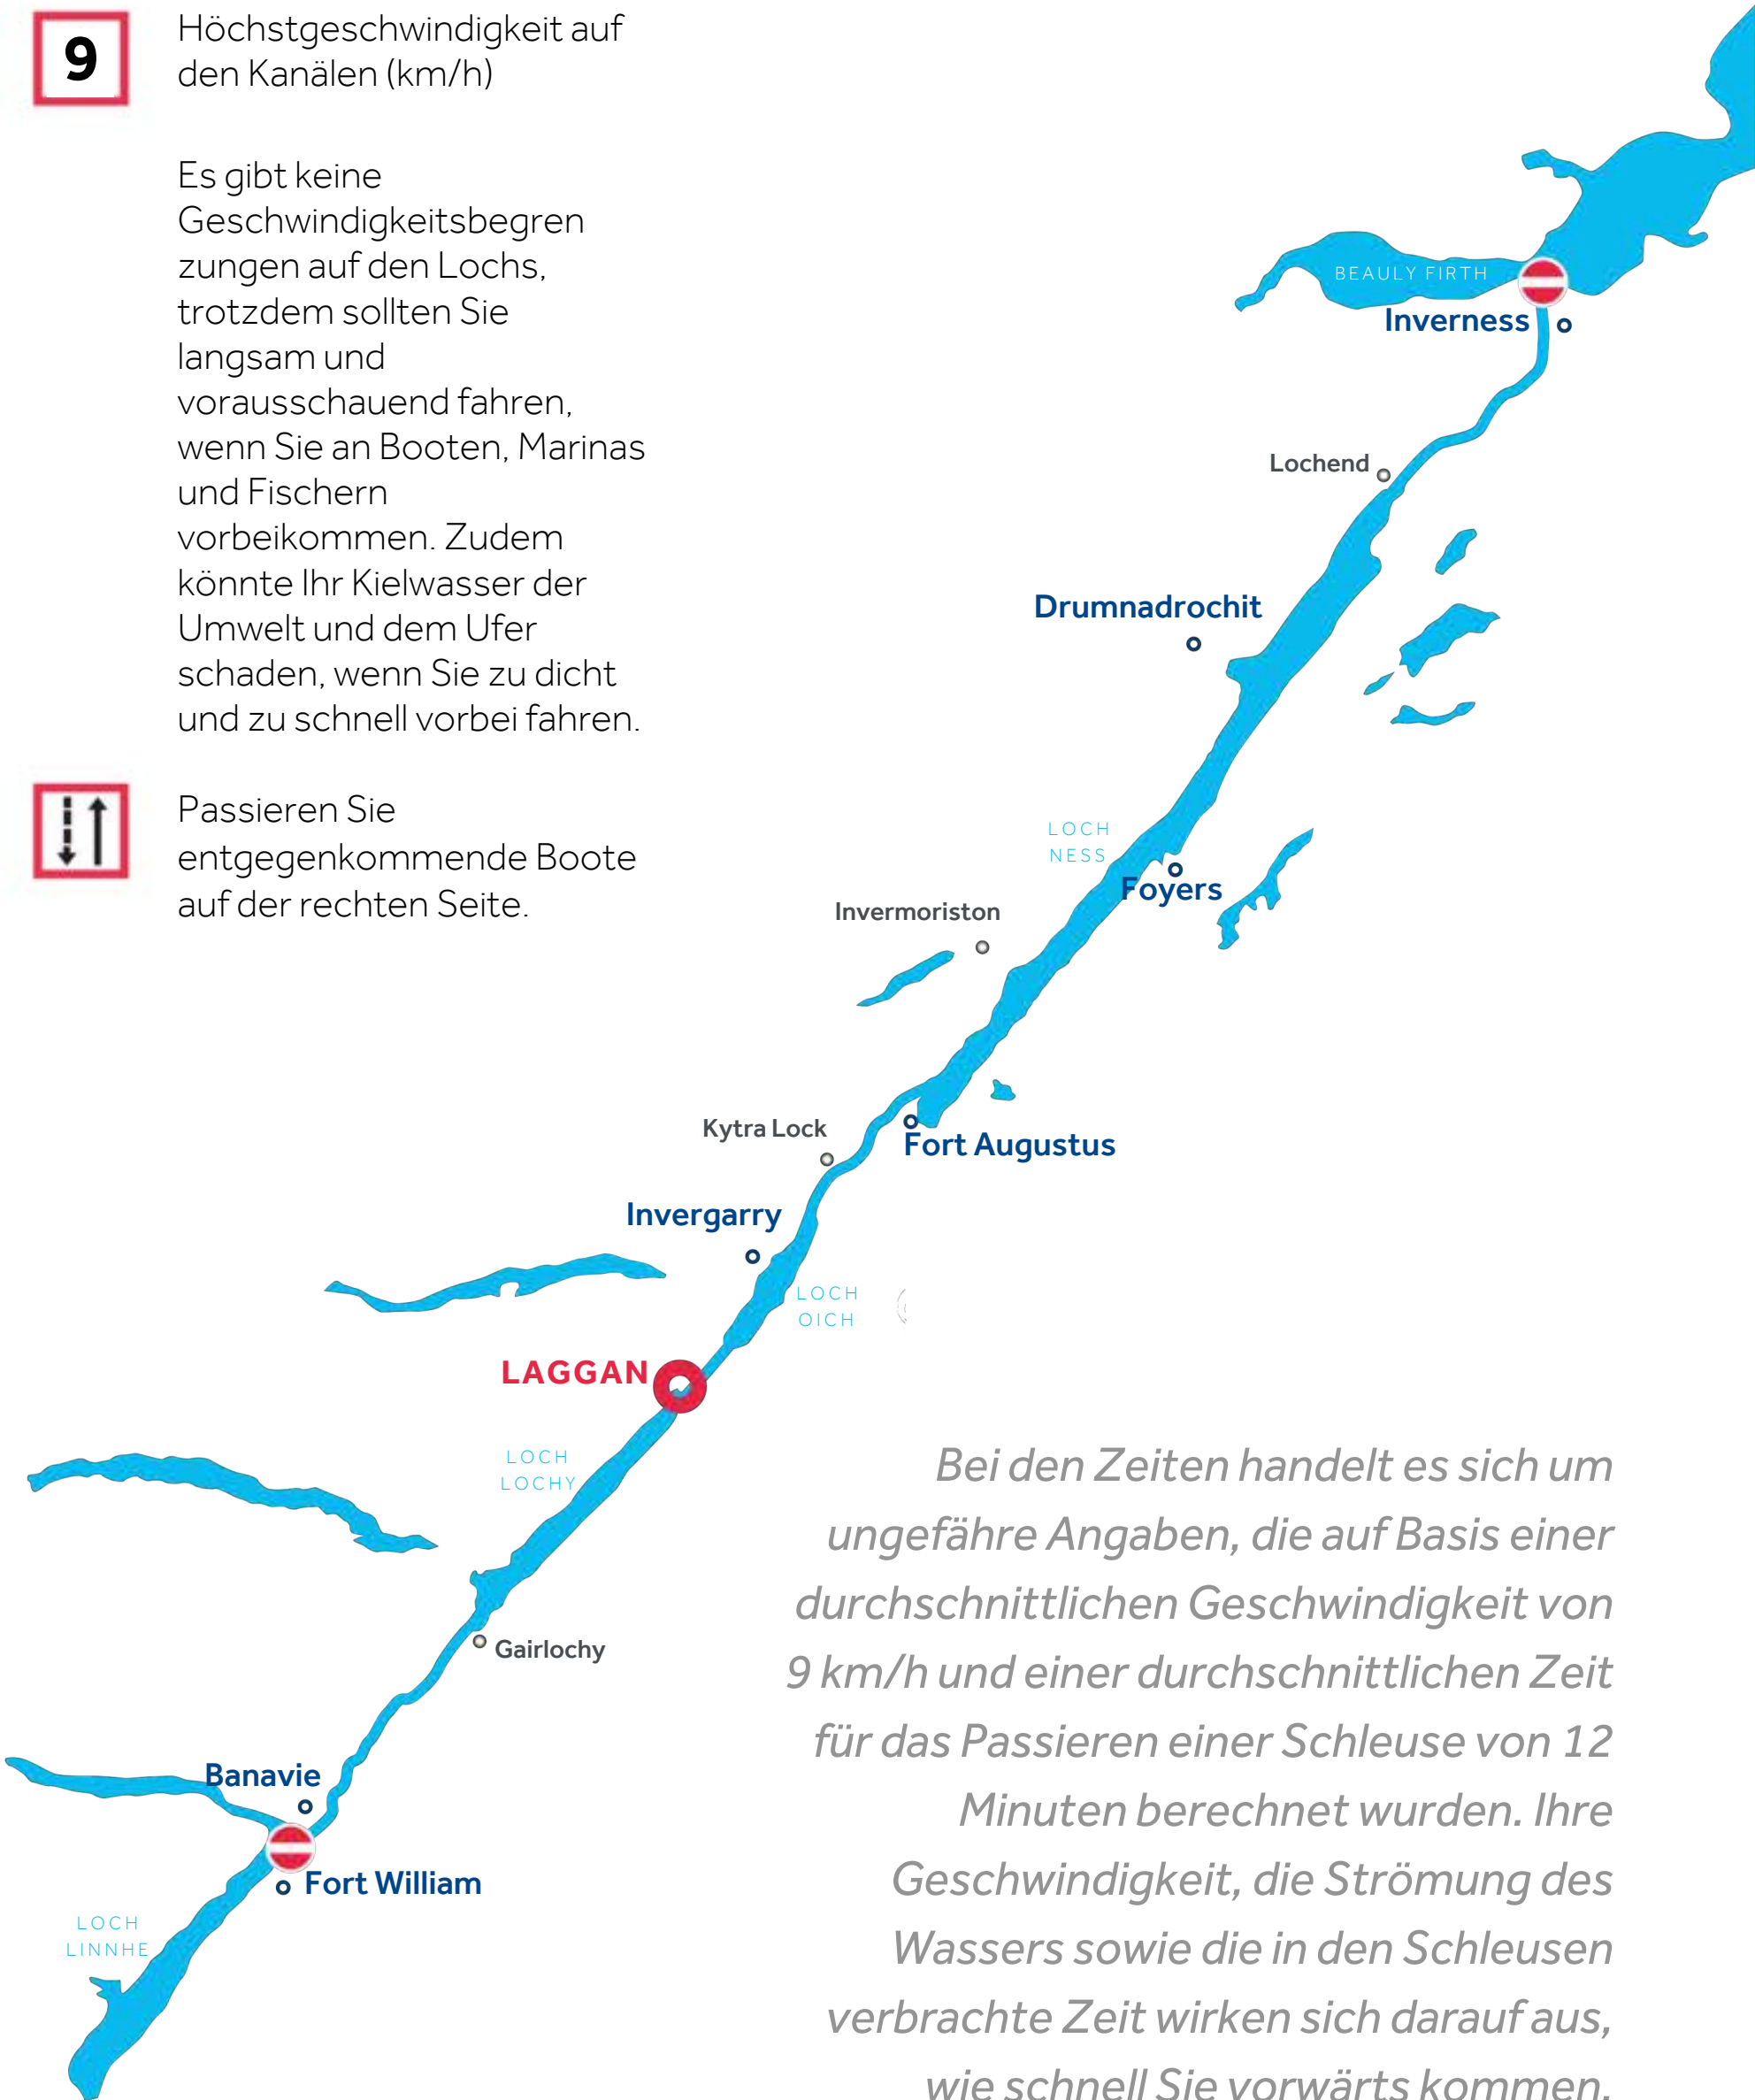 9
Höchstgeschwindigkeit auf
den Kanälen (km/h)
Es gibt keine
Geschwindigkeitsbegren
zungen auf den Lochs,
trotzdem sollten Sie
langsam und
vorausschauend fahren,
wenn Sie an Booten, Marinas
und Fischern
vorbeikommen. Zudem
könnte Ihr Kielwasser der
Umwelt und dem Ufer
schaden, wenn Sie zu dicht
und zu schnell vorbei fahren.
Passieren Sie
entgegenkommende Boote
auf der rechten Seite.
BEAULY FIRTH
Inverness
Lochend
Drumnadrochit
LOCH
NESS
Foyers
Invermoriston
Kytra Lock
Fort Augustus
Invergarry
LOCH
OICH
LAGGAN
LOCH
LOCHY
Gairlochy
Banavie
Fort William
LOCH
LINNHE
Bei den Zeiten handelt es sich um
ungefähre Angaben, die auf Basis einer
durchschnittlichen Geschwindigkeit von
9 km/h und einer durchschnittlichen Zeit
für das Passieren einer Schleuse von 12
Minuten berechnet wurden. Ihre
Geschwindigkeit, die Strömung des
Wassers sowie die in den Schleusen
verbrachte Zeit wirken sich darauf aus,
wie schnell Sie vorwärts kommen.